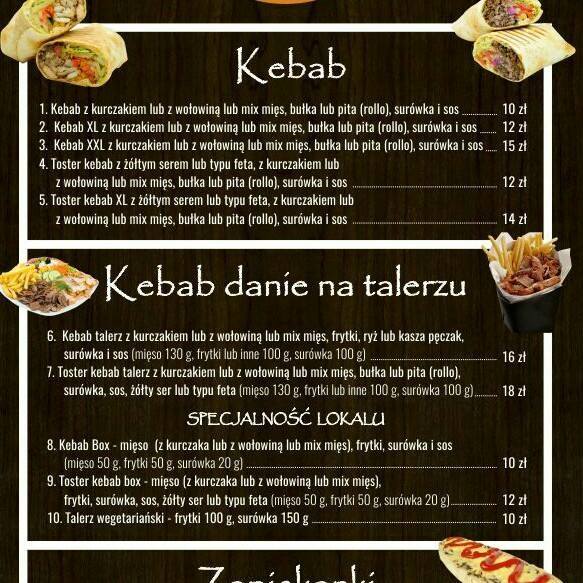 Kebab
1. Kebab z kurczakiem lub z wołowiną lub mix mięs, bułka lub pita (rollo), surówka i sos ........... 10 zł
2. Kebab XL z kurczakiem lub z wołowiną lub mix mięs, bułka lub pita (rollo), surówka i sos ..... 12 zł
3. Kebab XXL z kurczakiem lub z wołowiną lub mix mięs, bułka lub pita (rollo), surówka i sos .... 15 zł
4. Toster kebab z żółtym serem lub typu feta, z kurczakiem lub
z wołowiną lub mix mięs, bułka lub pita (rollo), surówka i sos ........... 12 zł
5. Toster kebab XL z żółtym serem lub typu feta, z kurczakiem lub
z wołowiną lub mix mięs, bułka lub pita (rollo), surówka i sos ........... 14 zł
Kebab danie na talerzu
6. Kebab talerz z kurczakiem lub z wołowiną lub mix mięs, frytki, ryż lub kasza pęczak,
surówka i sos (mięso 130 g, frytki lub inne 100 g, surówka 100 g) ........... 16 zł
7. Toster kebab talerz z kurczakiem lub z wołowiną lub mix mięs, bułka lub pita (rollo),
surówka, sos, żółty ser lub typu feta (mięso 130 g, frytki lub inne 100 g, surówka 100 g)........ 18 zł
SPECJALNOŚĆ LOKALU
8. Kebab Box - mięso (z kurczaka lub z wołowiną lub mix mięs), frytki, surówka i sos
(mięso 50 g, frytki 50 g, surówka 20 g) ........... 10 zł
9. Toster kebab box - mięso (z kurczaka lub z wołowiną lub mix mięs),
frytki, surówka, sos, żółty ser lub typu feta (mięso 50 g, frytki 50 g, surówka 20 g)........... 12 zł
10. Talerz wegetariański - frytki 100 g, surówka 150 g ........... 10 zł
Zapiekanki